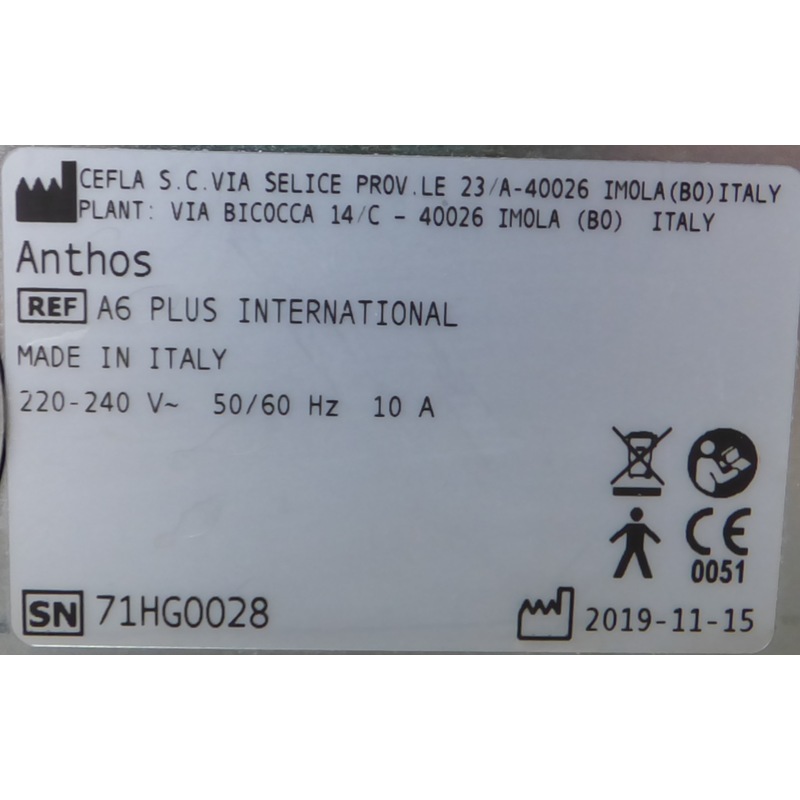 CEFLA S.C. VIA SELICE PROV.LE 23/A-40026 IMOLA(BO)ITALY
PLANT: VIA BICOCCA 14/C - 40026 IMOLA (BO) ITALY
Anthos
REF A6 PLUS INTERNATIONAL
MADE IN ITALY
220-240 V~ 50/60 Hz 10 A
CE
0051
SN 71HG0028
2019-11-15